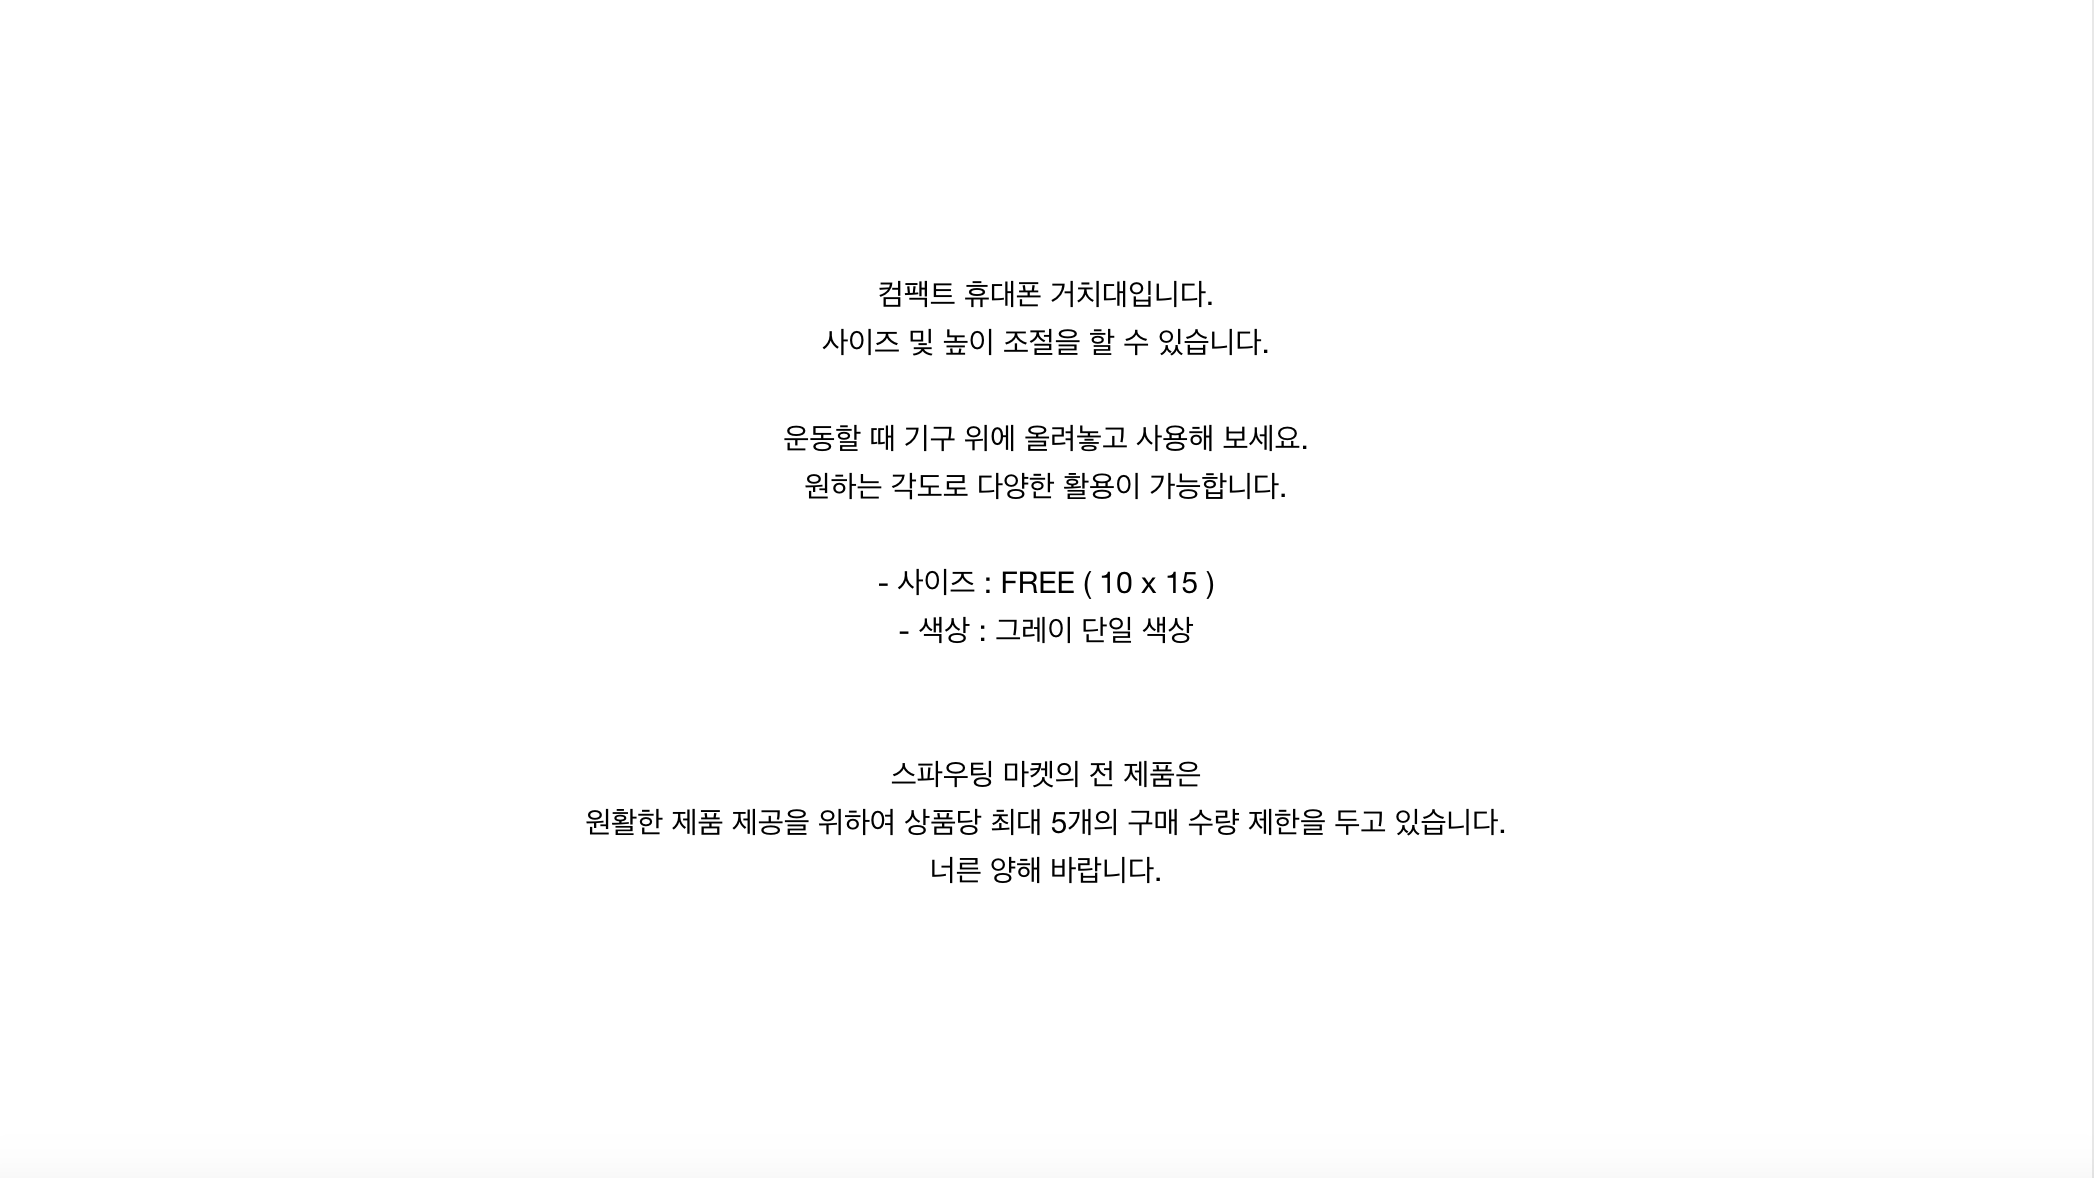 컴팩트 휴대폰 거치대입니다.
사이즈 및 높이 조절을 할 수 있습니다.
운동할 때 기구 위에 올려놓고 사용해 보세요.
원하는 각도로 다양한 활용이 가능합니다.
- 사이즈 : FREE ( 10 x 15 )
- 색상 : 그레이 단일 색상
스파우팅 마켓의 전 제품은
원활한 제품 제공을 위하여 상품당 최대 5개의 구매 수량 제한을 두고 있습니다.
너른 양해 바랍니다.